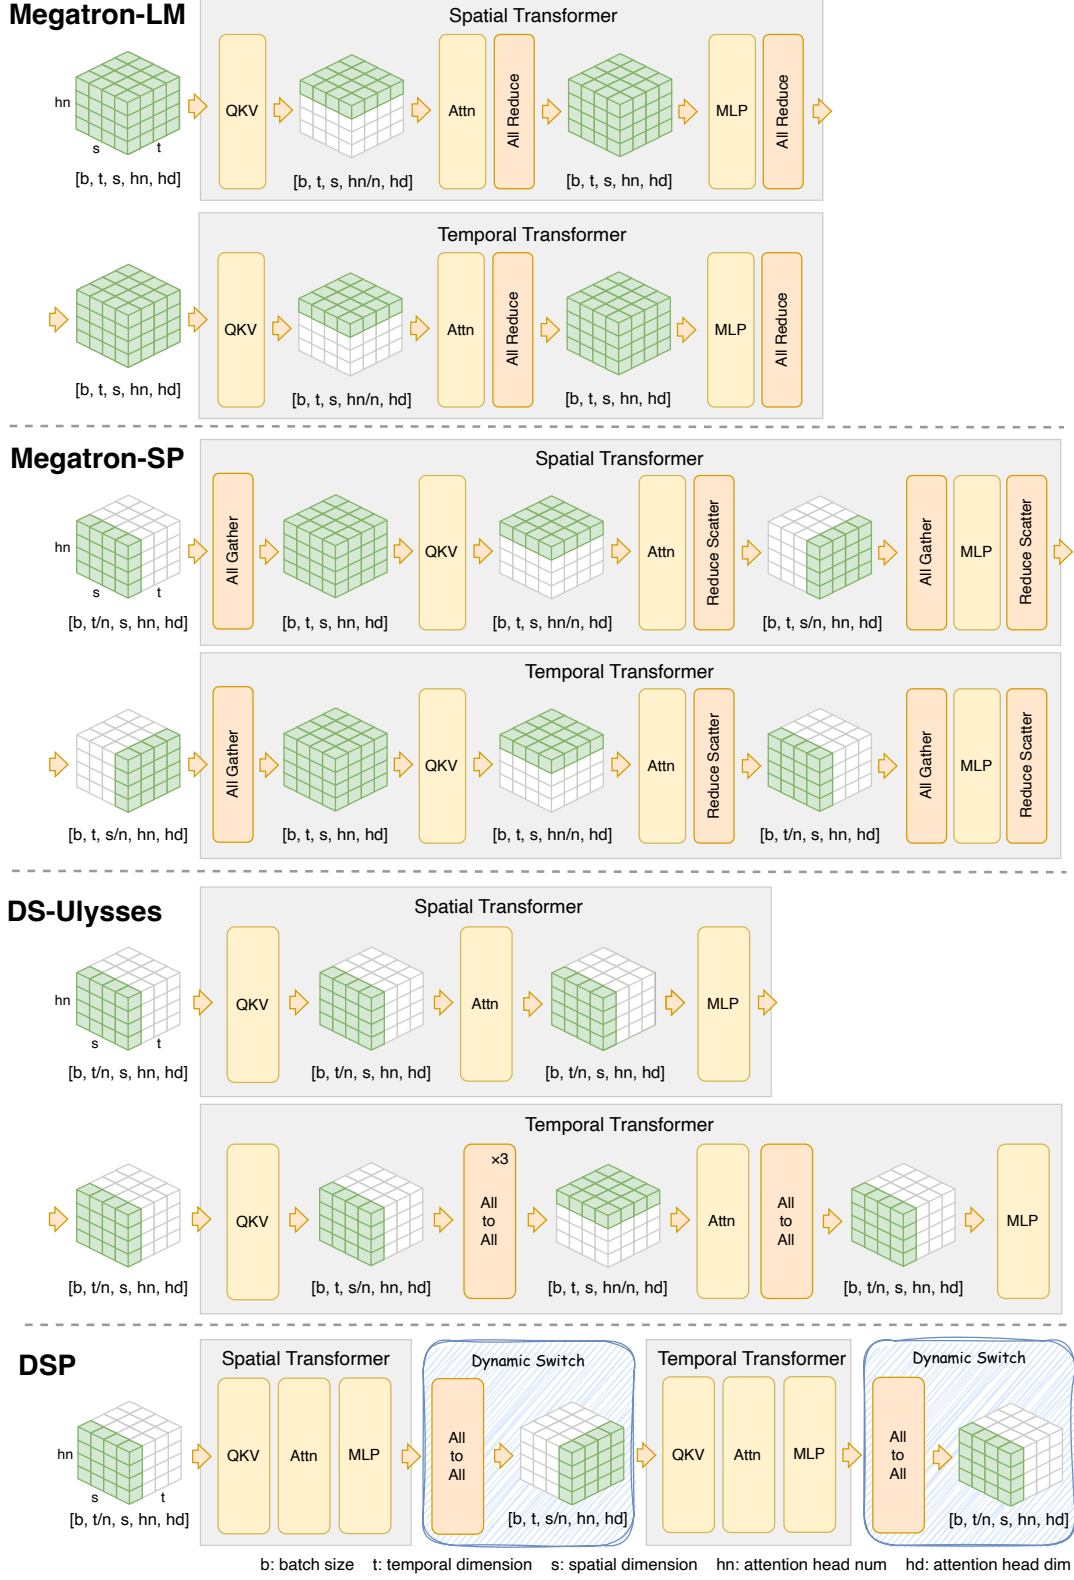 Megatron-LM
Spatial Transformer
hn
s
t
[b, t, s, hn, hd]
QKV
[b, t, s, hn/n, hd]
Attn
All Reduce
[b, t, s, hn, hd]
MLP
All Reduce
Temporal Transformer
[b, t, s, hn, hd]
QKV
[b, t, s, hn/n, hd]
Attn
All Reduce
[b, t, s, hn, hd]
MLP
All Reduce
Megatron-SP
Spatial Transformer
hn
s
t
[b, t/n, s, hn, hd]
All Gather
[b, t, s, hn, hd]
QKV
[b, t, s, hn/n, hd]
Attn
Reduce Scatter
[b, t, s/n, hn, hd]
All Gather
MLP
Reduce Scatter
Temporal Transformer
[b, t, s/n, hn, hd]
All Gather
[b, t, s, hn, hd]
QKV
[b, t, s, hn/n, hd]
Attn
Reduce Scatter
[b, t/n, s, hn, hd]
All Gather
MLP
Reduce Scatter
DS-Ulysses
Spatial Transformer
hn
s
t
[b, t/n, s, hn, hd]
QKV
[b, t/n, s, hn, hd]
Attn
[b, t/n, s, hn, hd]
MLP
Temporal Transformer
[b, t/n, s, hn, hd]
QKV
[b, t, s/n, hn, hd]
×3
All
to
All
[b, t, s, hn/n, hd]
Attn
All
to
All
[b, t/n, s, hn, hd]
MLP
DSP
Spatial Transformer
hn
s
t
[b, t/n, s, hn, hd]
QKV
Attn
MLP
Dynamic Switch
All
to
All
[b, t, s/n, hn, hd]
Temporal Transformer
QKV
Attn
MLP
Dynamic Switch
All
to
All
[b, t/n, s, hn, hd]
b: batch size t: temporal dimension s: spatial dimension hn: attention head num hd: attention head dim